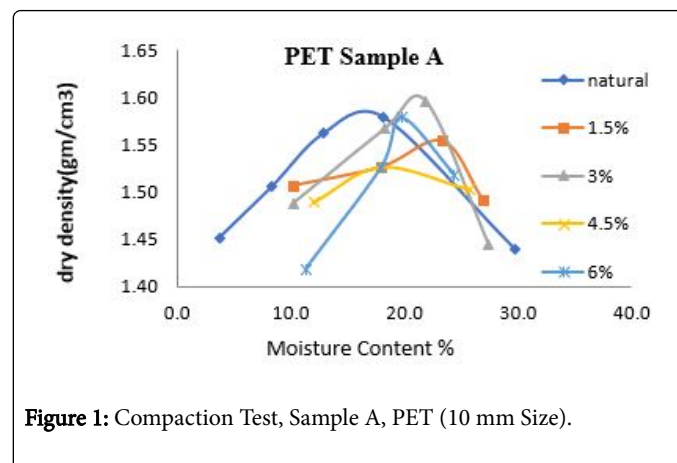 PET Sample A
dry density(gm/cm3)
1.65
1.60
1.55
1.50
1.45
1.40
0.0 10.0 20.0 30.0 40.0
Moisture Content %
natural
1.5%
3%
4.5%
6%
Figure 1: Compaction Test, Sample A, PET (10 mm Size).